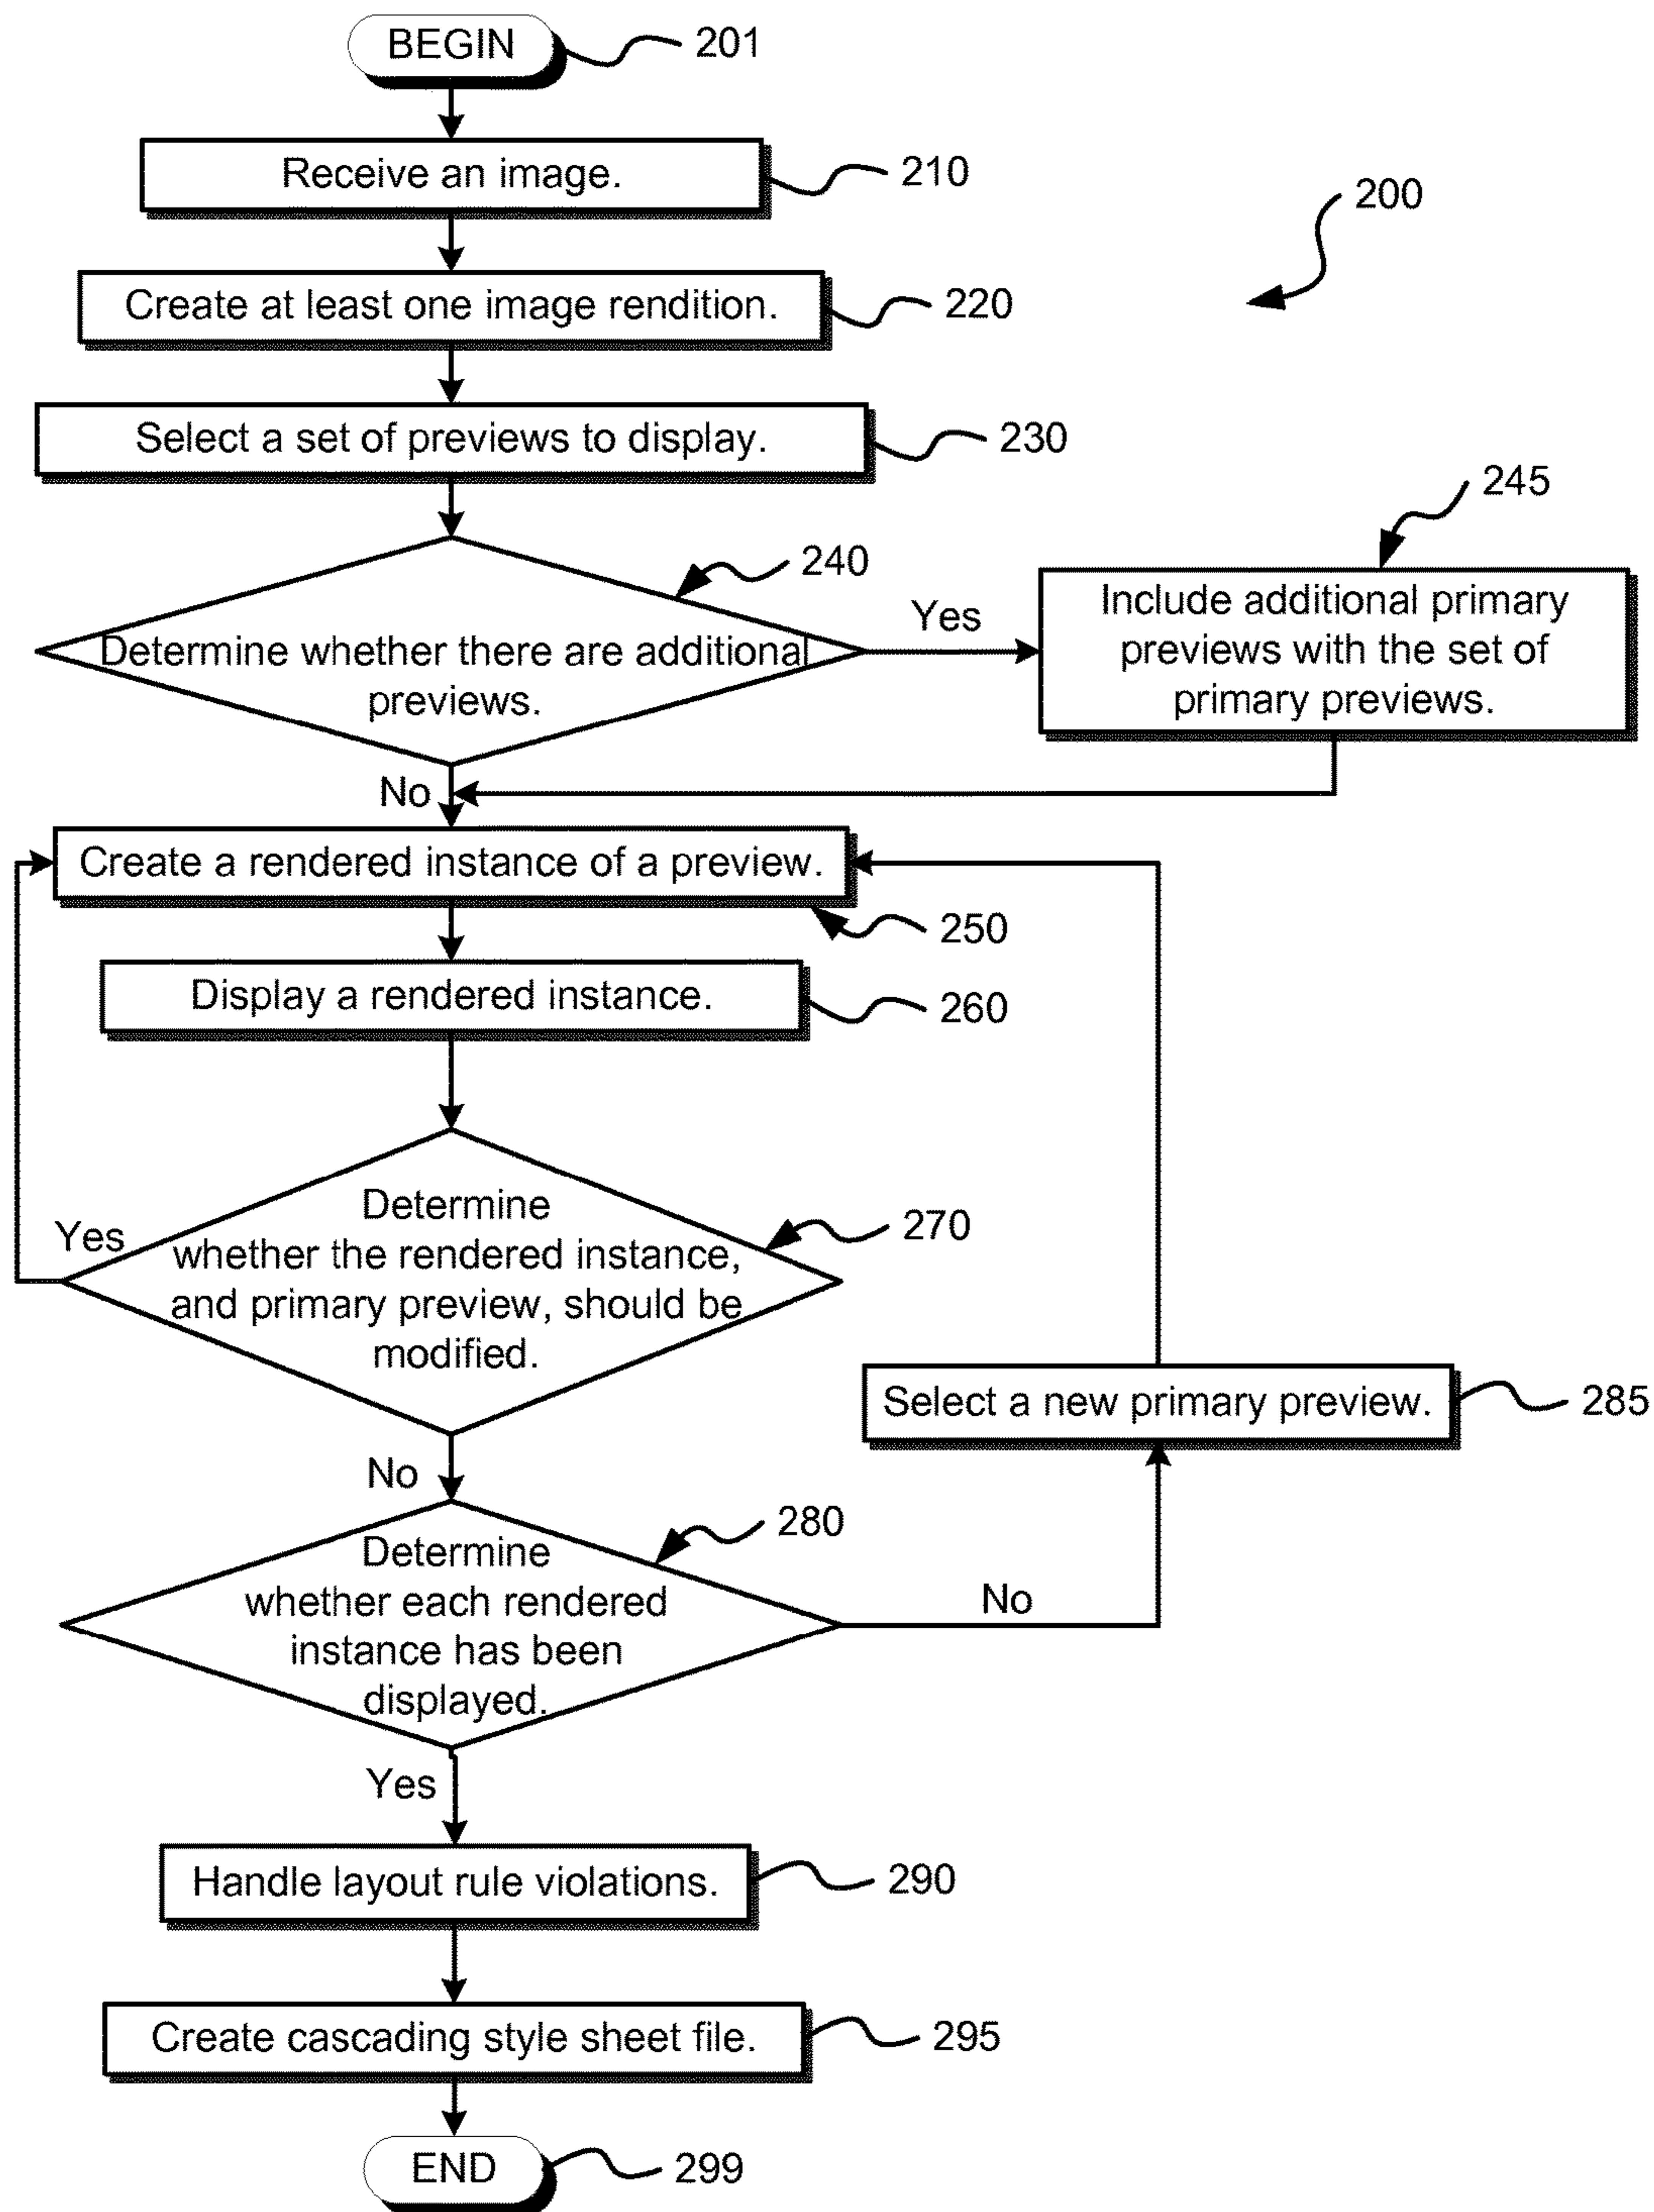 BEGIN
201
Receive an image.
210
200
Create at least one image rendition.
220
Select a set of previews to display.
230
245
240
Determine whether there are additional
previews.
Yes
Include additional primary
previews with the set of
primary previews.
No
Create a rendered instance of a preview.
250
Display a rendered instance.
260
Determine
whether the rendered instance,
and primary preview, should be
modified.
270
Yes
Select a new primary preview.
285
No
280
Determine
whether each rendered
instance has been
displayed.
No
Yes
Handle layout rule violations.
290
Create cascading style sheet file.
295
END
299